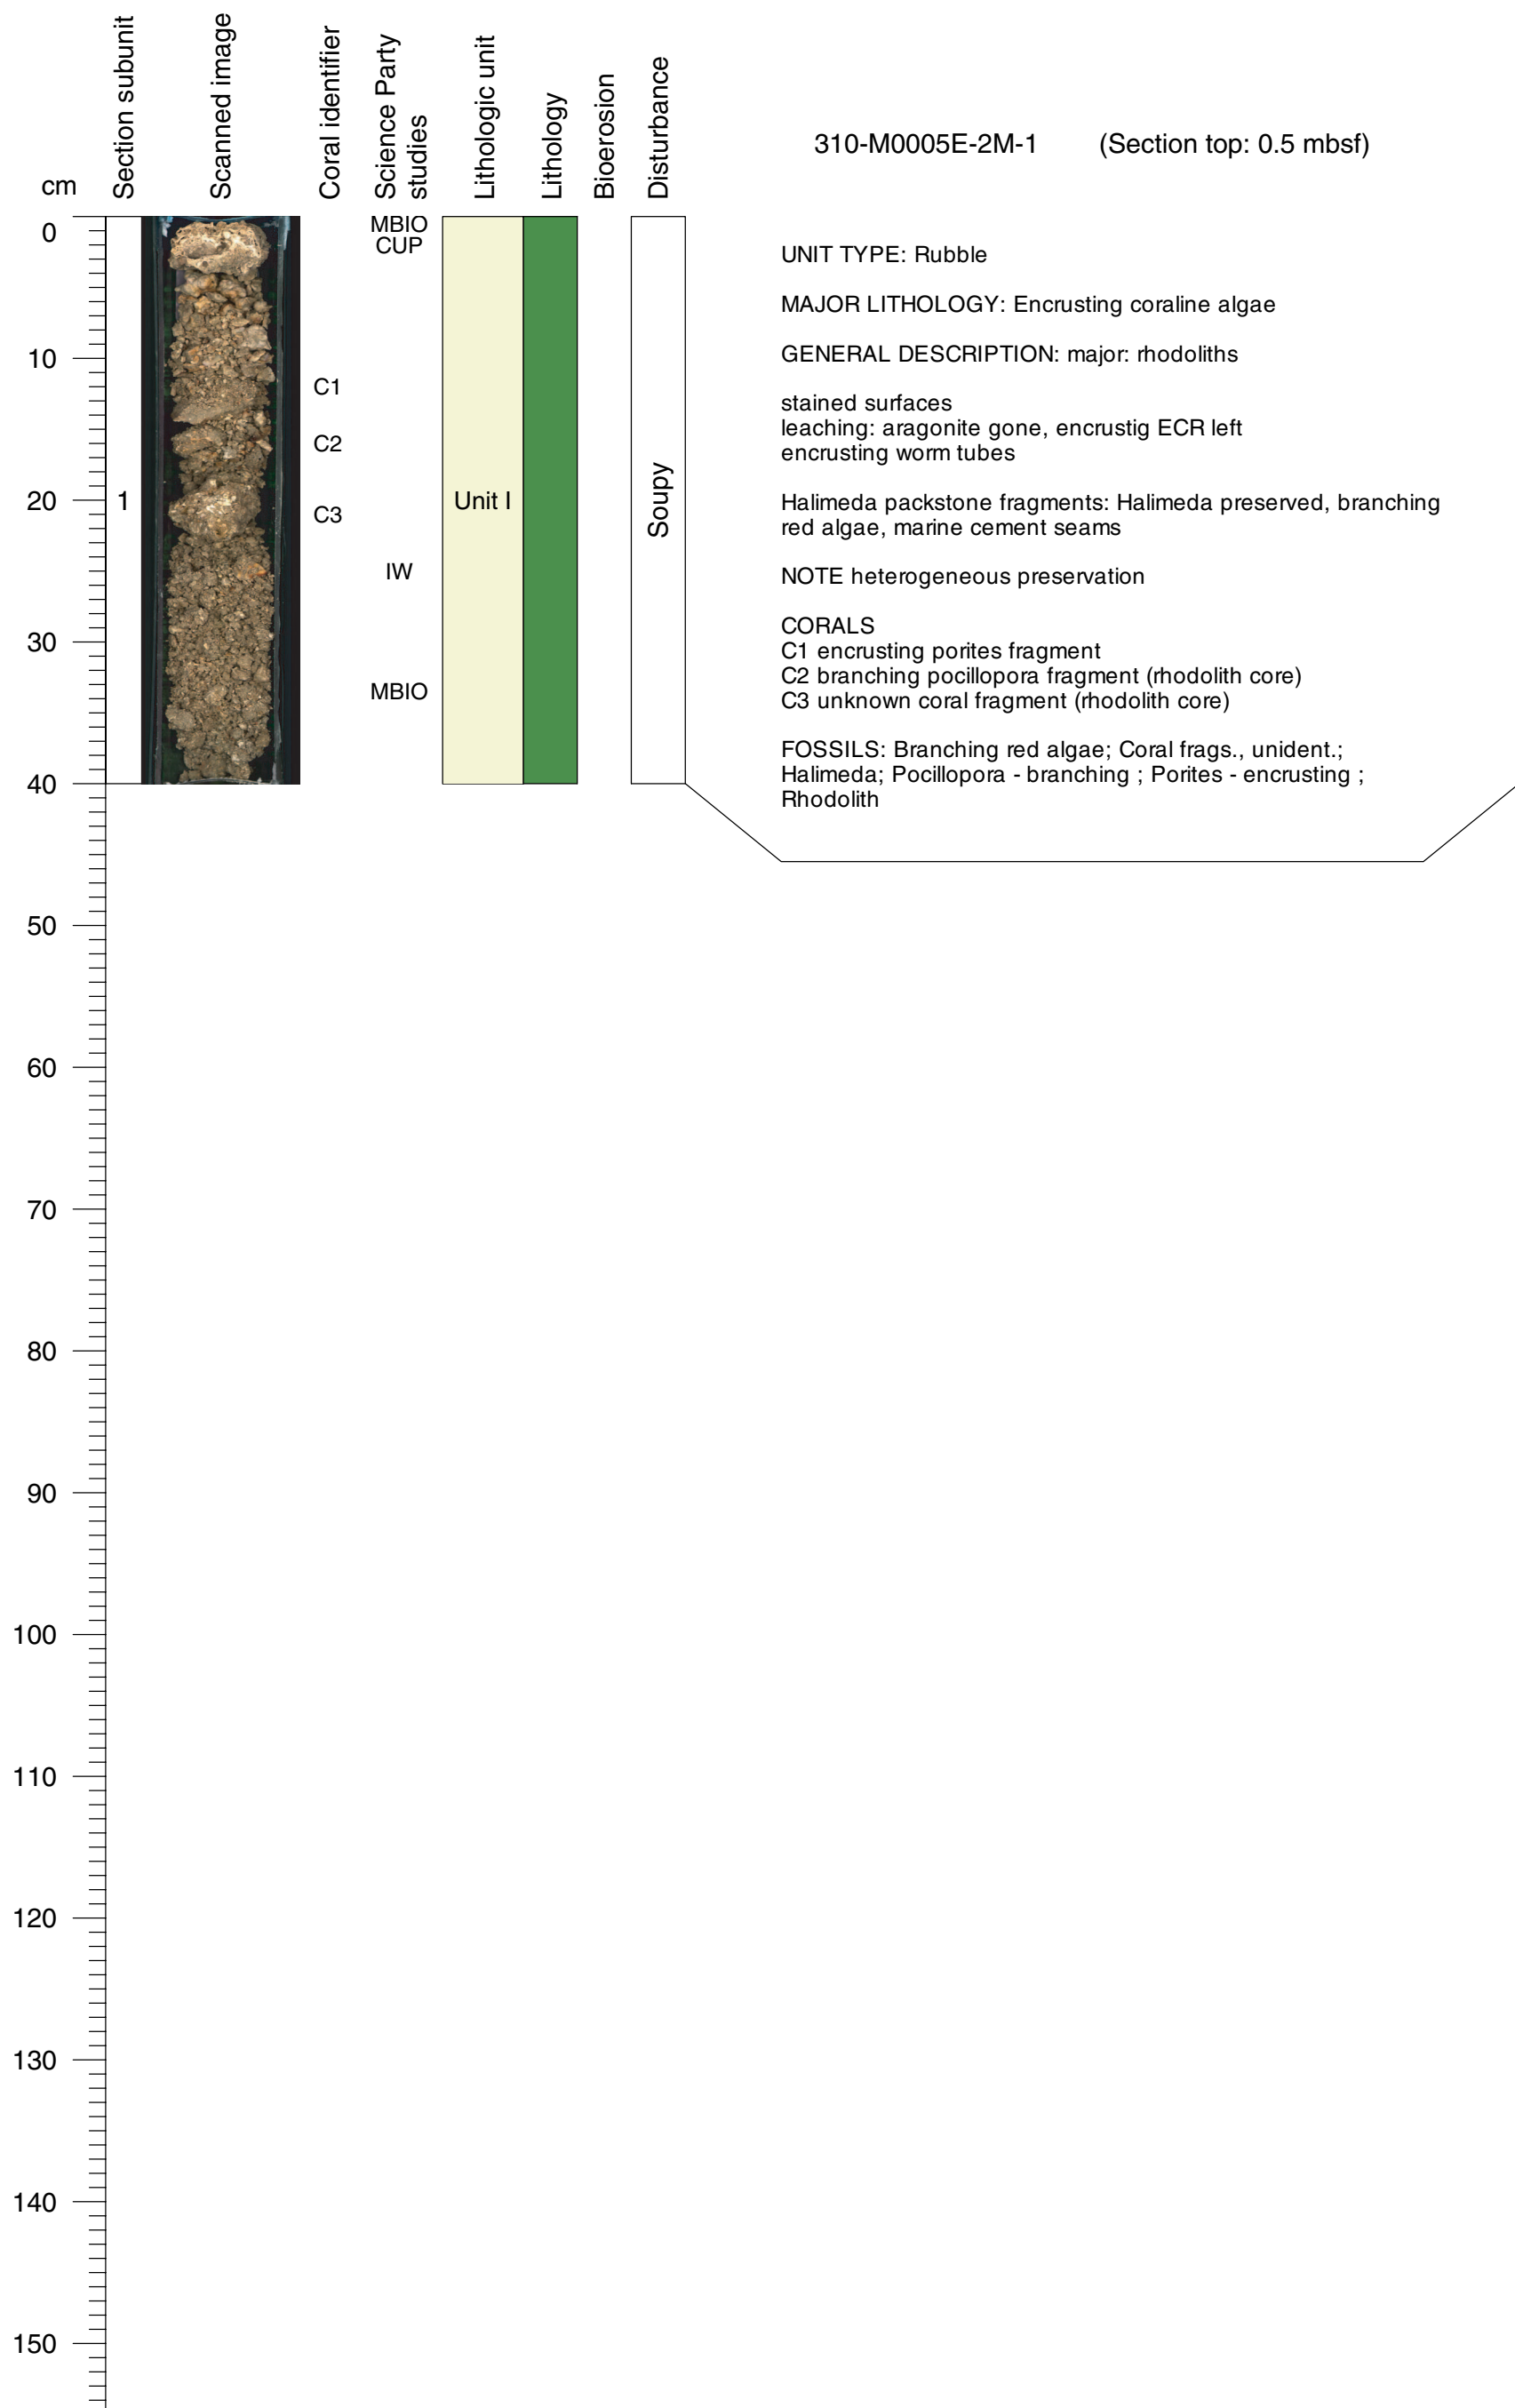 Section subunit
Scanned image
Coral identifier
Science Party
studies
Lithologic unit
Lithology
Bioerosion
Disturbance
310-M0005E-2M-1 (Section top: 0.5 mbsf)
cm
0
10
20
30
40
50
60
70
80
90
100
110
120
130
140
150
1
C1
C2
C3
MBIO
CUP
IW
MBIO
Unit I
Soupy
UNIT TYPE: Rubble
MAJOR LITHOLOGY: Encrusting coraline algae
GENERAL DESCRIPTION: major: rhodoliths
stained surfaces
leaching: aragonite gone, encrustig ECR left
encrusting worm tubes
Halimeda packstone fragments: Halimeda preserved, branching
red algae, marine cement seams
NOTE heterogeneous preservation
CORALS
C1 encrusting porites fragment
C2 branching pocillopora fragment (rhodolith core)
C3 unknown coral fragment (rhodolith core)
FOSSILS: Branching red algae; Coral frags., unident.;
Halimeda; Pocillopora - branching ; Porites - encrusting ;
Rhodolith